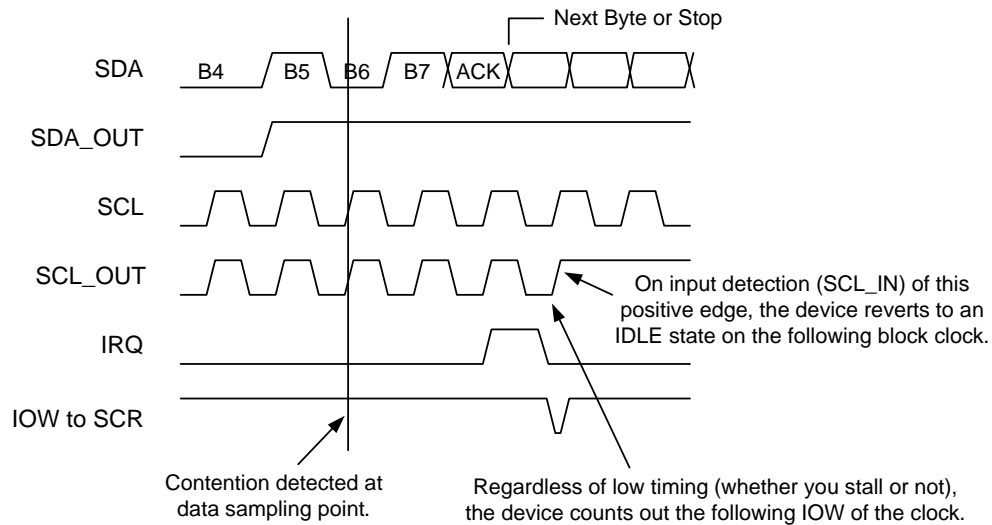 Next Byte or Stop
SDA B4 B5 B6 B7 ACK
SDA_OUT
SCL
SCL_OUT
On input detection (SCL_IN) of this
positive edge, the device reverts to an
IDLE state on the following block clock.
IRQ
IOW to SCR
Contention detected at
data sampling point.
Regardless of low timing (whether you stall or not),
the device counts out the following IOW of the clock.